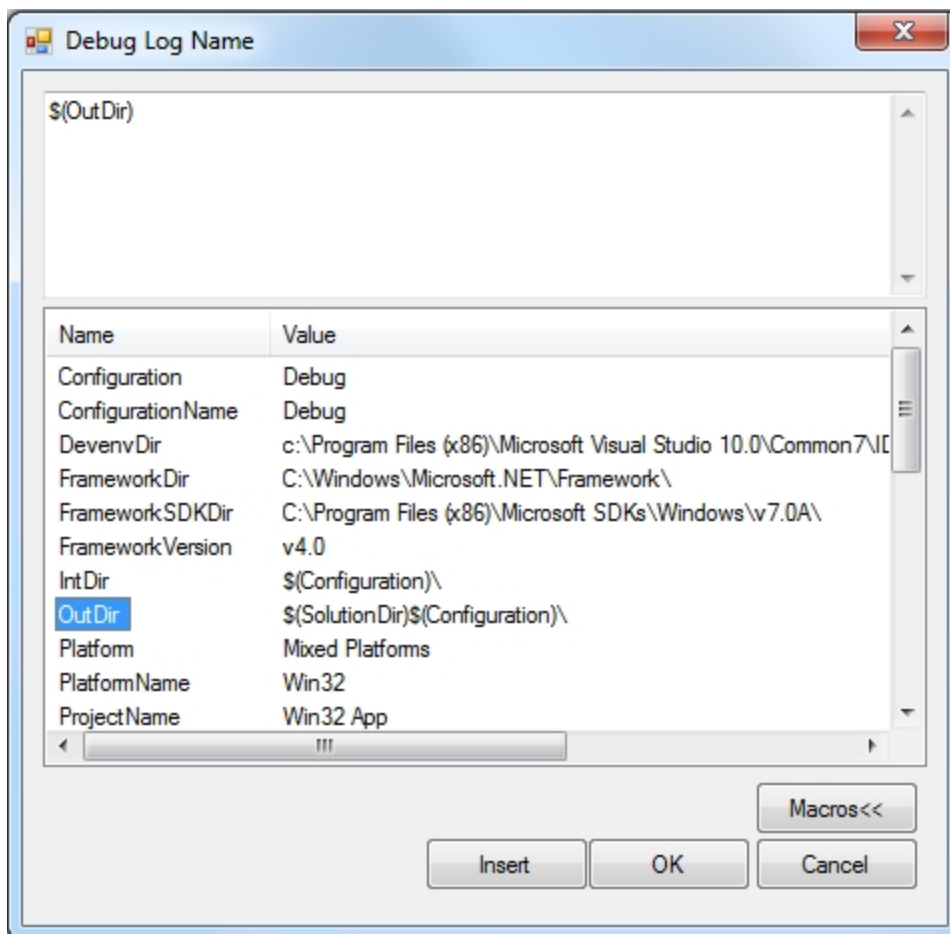 Debug Log Name
$(OutDir)
Name Value
Configuration Debug
ConfigurationName Debug
DevenvDir c:\Program Files (x86)\Microsoft Visual Studio 10.0\Common7\ID
FrameworkDir C:\Windows\Microsoft.NET\Framework\
FrameworkSDKDir C:\Program Files (x86)\Microsoft SDKs\Windows\v7.0A\
FrameworkVersion v4.0
IntDir $(Configuration)\
OutDir $(SolutionDir)$(Configuration)\
Platform Mixed Platforms
PlatformName Win32
ProjectName Win32 App
Macros<<
Insert OK Cancel